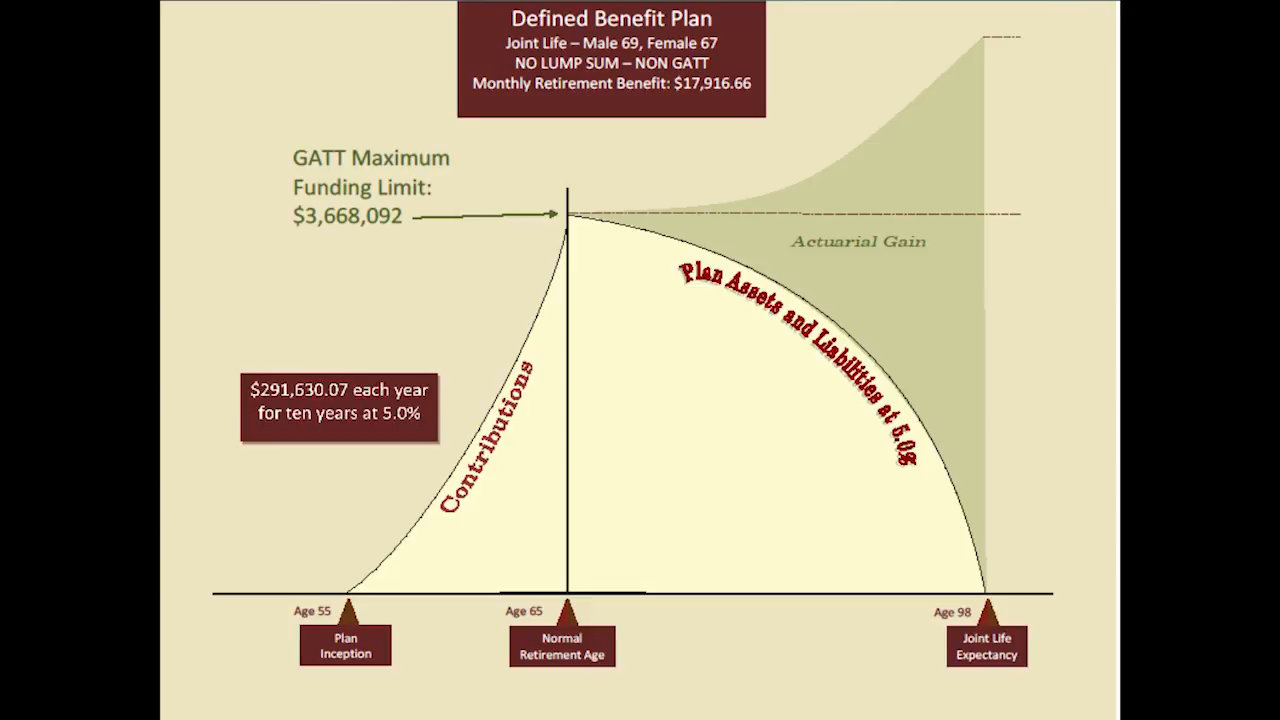 Defined Benefit Plan
Joint Life – Male 69, Female 67
NO LUMP SUM – NON GATT
Monthly Retirement Benefit: $17,916.66
GATT Maximum
Funding Limit:
$3,668,092
Actuarial Gain
Plan Assets and Liabilities at 5.0%
$291,630.07 each year
for ten years at 5.0%
Contributions
Age 55
Age 65
Age 98
Plan
Inception
Normal
Retirement Age
Joint Life
Expectancy